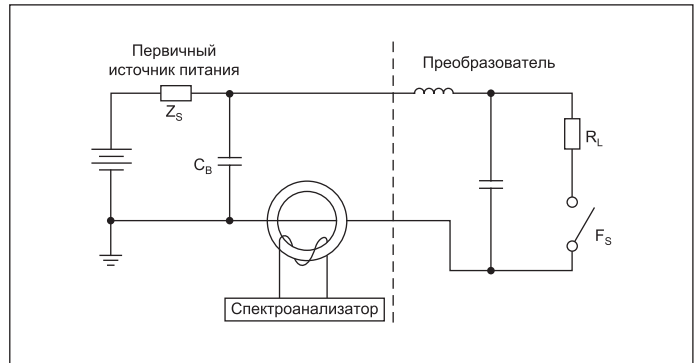 Первичный
источник питания
Преобразователь
Z_S
C_B
R_L
F_S
Спектроанализатор